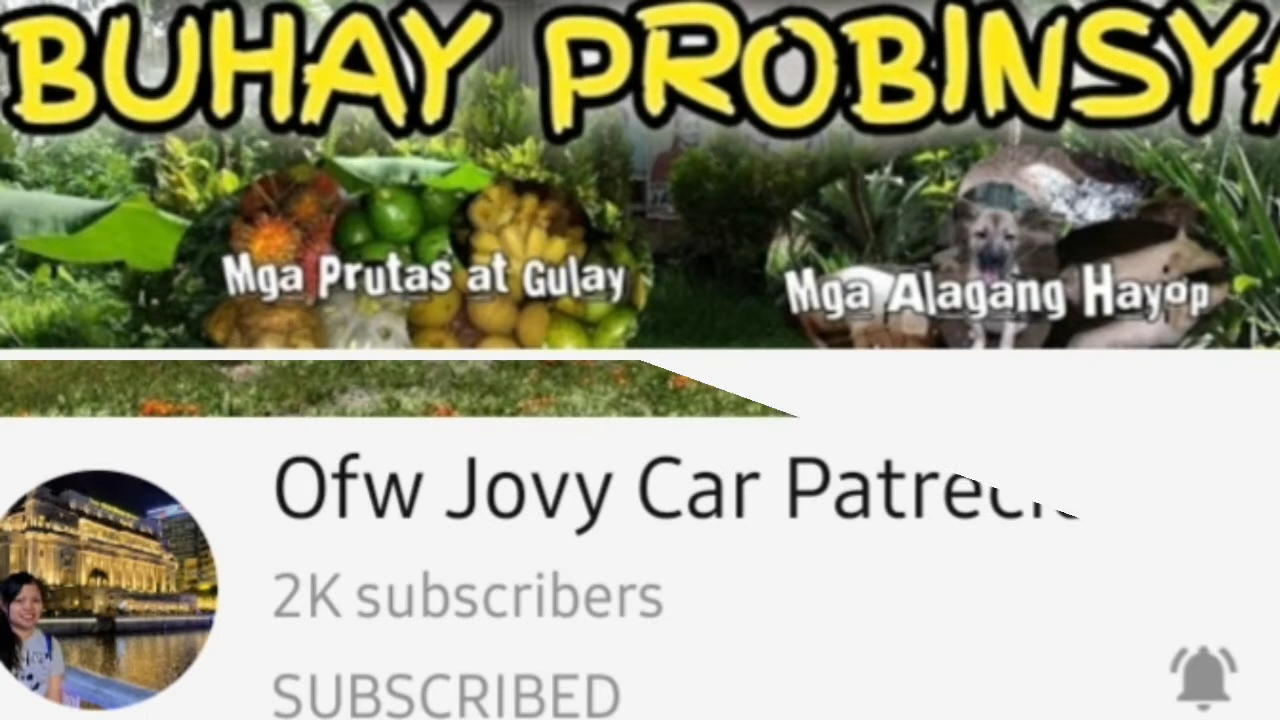 BUHAY PROBINSYA
Mga Prutas at Gulay
Mga Alagang Hayop
Ofw Jovy Car
2K subscribers
SUBSCRIBED